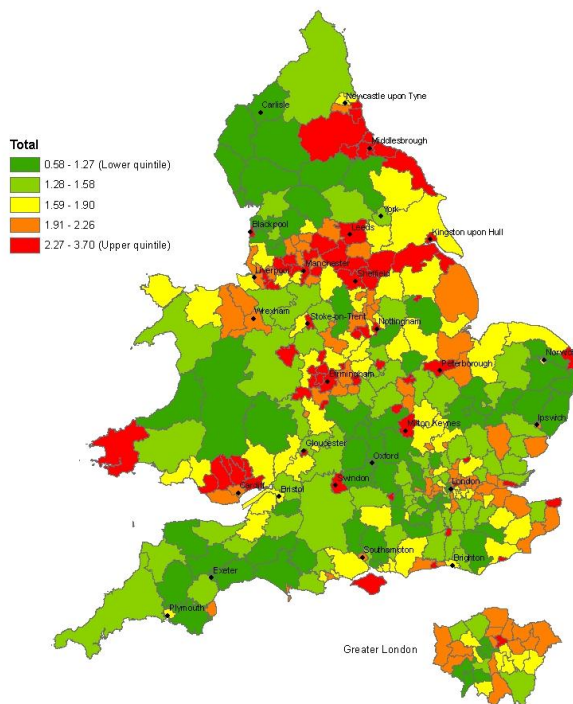 Newcastle upon Tyne
Carlisle
Total
0.58 - 1.27 (Lower quintile)
1.28 - 1.58
1.59 - 1.90
1.91 - 2.26
2.27 - 3.70 (Upper quintile)
Middlesbrough
York
Blackpool
Leeds
Kingston upon Hull
Liverpool
Manchester
Sheffield
Wrexham
Stoke-on-Trent
Nottingham
Norwi
Peterborough
Birmingham
Ipswich
Milton Keynes
Gloucester
Oxford
Swindon
London
Cardiff
Bristol
Southampton
Brighton
Exeter
Plymouth
Greater London